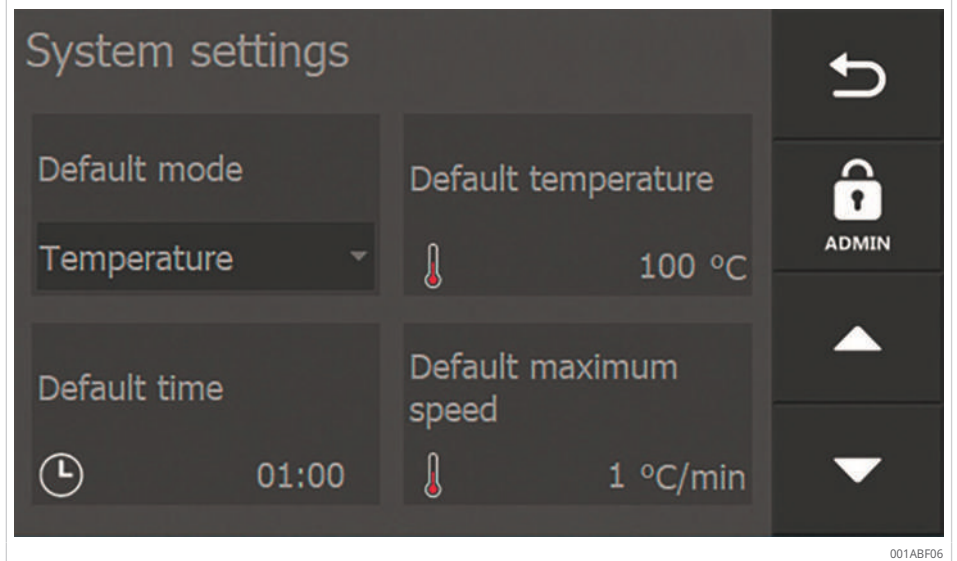 System settings
Default mode
Temperature
Default temperature
100 °C
ADMIN
Default time
01:00
Default maximum
speed
1 °C/min
001ABF06